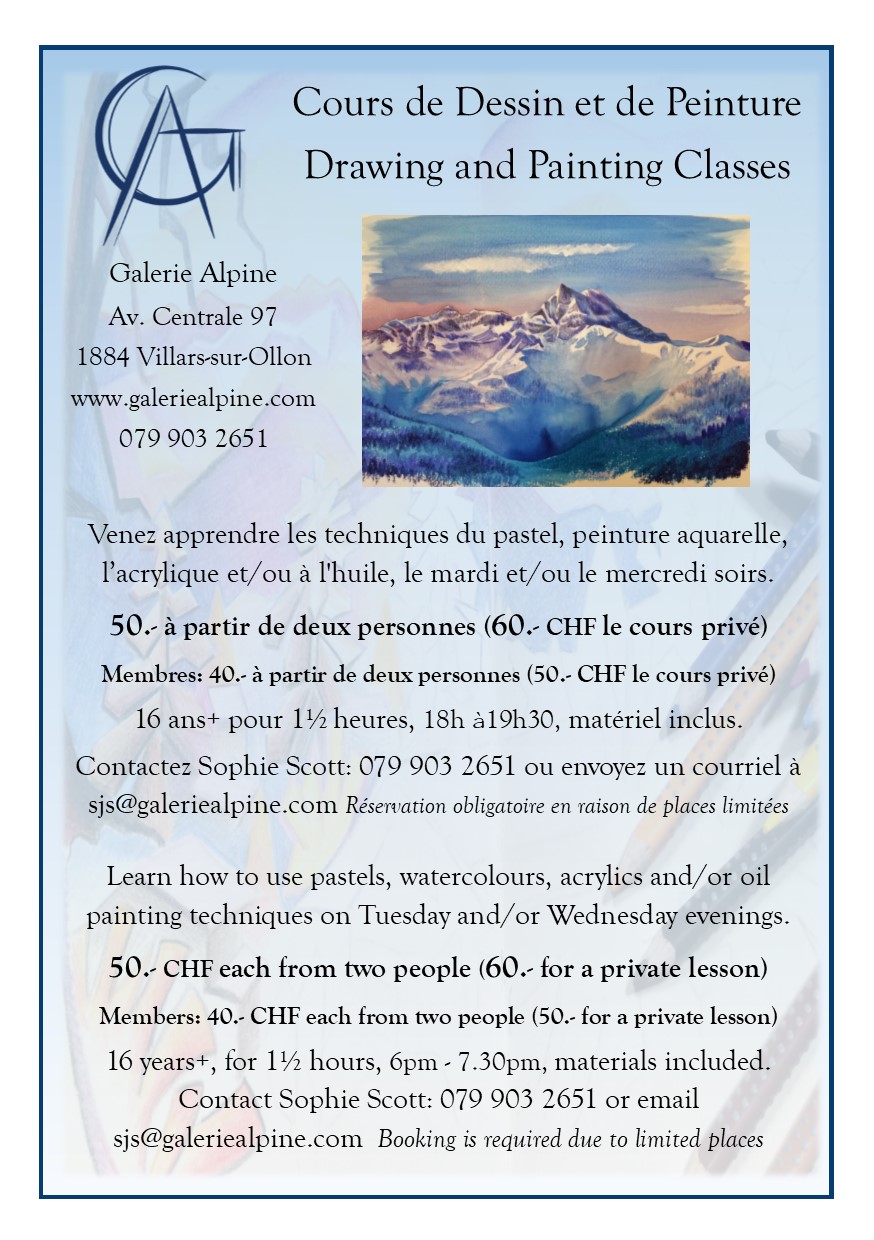 GA
Cours de Dessin et de Peinture
Drawing and Painting Classes
Galerie Alpine
Av. Centrale 97
1884 Villars-sur-Ollon
www.galeriealpine.com
079 903 2651
Venez apprendre les techniques du pastel, peinture aquarelle,
l’acrylique et/ou à l'huile, le mardi et/ou le mercredi soirs.
50.- à partir de deux personnes (60.- CHF le cours privé)
Membres: 40.- à partir de deux personnes (50.- CHF le cours privé)
16 ans+ pour 1½ heures, 18h à19h30, matériel inclus.
Contactez Sophie Scott: 079 903 2651 ou envoyez un courriel à
sjs@galeriealpine.com Réservation obligatoire en raison de places limitées
Learn how to use pastels, watercolours, acrylics and/or oil
painting techniques on Tuesday and/or Wednesday evenings.
50.- CHF each from two people (60.- for a private lesson)
Members: 40.- CHF each from two people (50.- for a private lesson)
16 years+, for 1½ hours, 6pm - 7.30pm, materials included.
Contact Sophie Scott: 079 903 2651 or email
sjs@galeriealpine.com Booking is required due to limited places